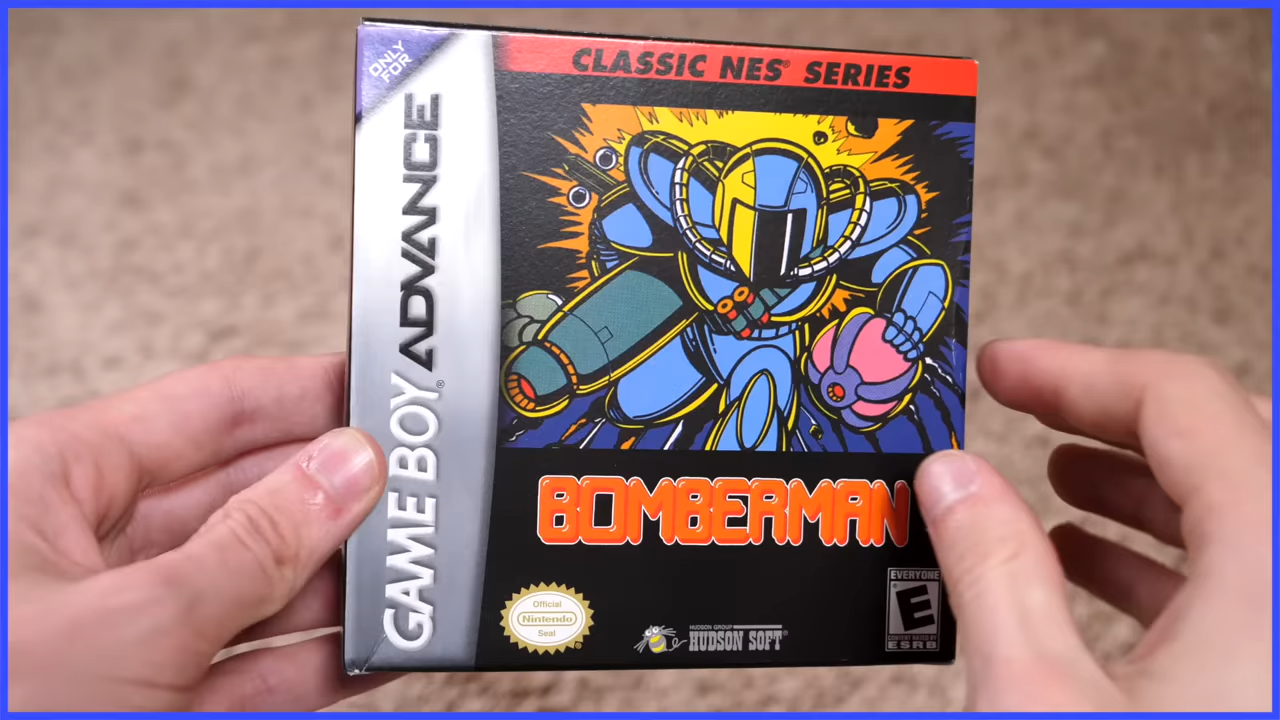 ONLY
FOR
GAME BOY ADVANCE
CLASSIC NES® SERIES
BOMBERMAN
Official
Nintendo
Seal
®
HUDSON GROUP
HUDSON SOFT®
EVERYONE
E
CONTENT RATED BY
ESRB